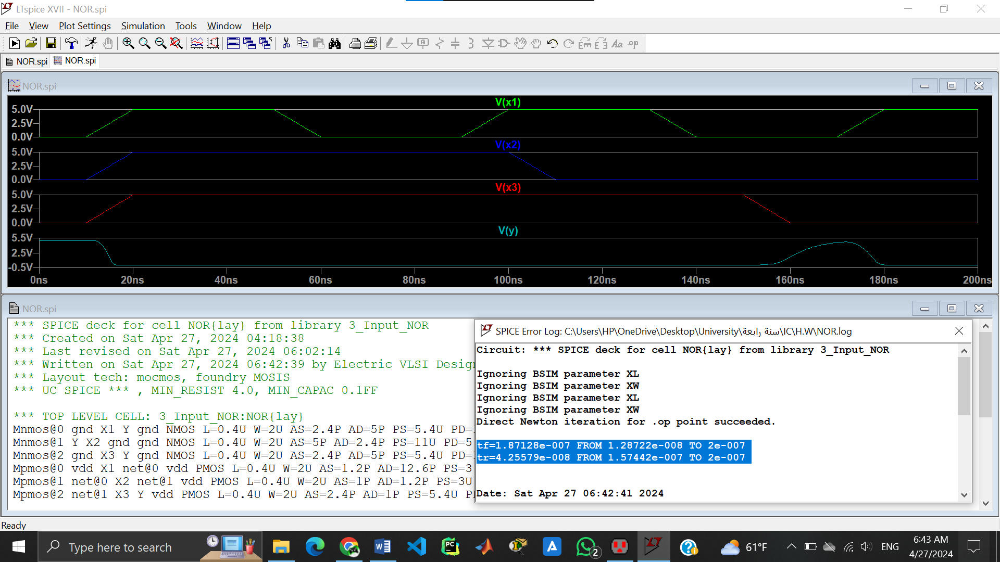 LTspice XVII - NOR.spi
File View Plot Settings Simulation Tools Window Help
NOR.spi NOR.spi
NOR.spi
V(x1)
5.0V
2.5V
0.0V
V(x2)
5.0V
2.5V
0.0V
V(x3)
5.0V
2.5V
0.0V
V(y)
5.5V
2.5V
-0.5V
0ns 20ns 40ns 60ns 80ns 100ns 120ns 140ns 160ns 180ns 200ns
NOR.spi
*** SPICE deck for cell NOR{lay} from library 3_Input_NOR
*** Created on Sat Apr 27, 2024 04:18:38
*** Last revised on Sat Apr 27, 2024 06:02:14
*** Written on Sat Apr 27, 2024 06:42:39 by Electric VLSI Design
*** Layout tech: mocmos, foundry MOSIS
*** UC SPICE *** , MIN_RESIST 4.0, MIN_CAPAC 0.1FF
*** TOP LEVEL CELL: 3_Input_NOR:NOR{lay}
Mnmos@0 gnd X1 Y gnd NMOS L=0.4U W=2U AS=2.4P AD=5P PS=5.4U PD=
Mnmos@1 Y X2 gnd gnd NMOS L=0.4U W=2U AS=5P AD=2.4P PS=11U PD=5
Mnmos@2 gnd X3 Y gnd NMOS L=0.4U W=2U AS=2.4P AD=5P PS=5.4U PD=
Mpmos@0 vdd X1 net@0 vdd PMOS L=0.4U W=2U AS=1.2P AD=12.6P PS=3
Mpmos@1 net@0 X2 net@1 vdd PMOS L=0.4U W=2U AS=1P AD=1.2P PS=3U
Mpmos@2 net@1 X3 Y vdd PMOS L=0.4U W=2U AS=2.4P AD=1P PS=5.4U P
SPICE Error Log: C:\Users\HP\OneDrive\Desktop\University\سنة رابعة\IC\H.W\NOR.log
Circuit: *** SPICE deck for cell NOR{lay} from library 3_Input_NOR
Ignoring BSIM parameter XL
Ignoring BSIM parameter XW
Ignoring BSIM parameter XL
Ignoring BSIM parameter XW
Direct Newton iteration for .op point succeeded.
tf=1.87128e-007 FROM 1.28722e-008 TO 2e-007
tr=4.25579e-008 FROM 1.57442e-007 TO 2e-007
Date: Sat Apr 27 06:42:41 2024
Ready
Type here to search
2
61°F
ENG
6:43 AM
4/27/2024